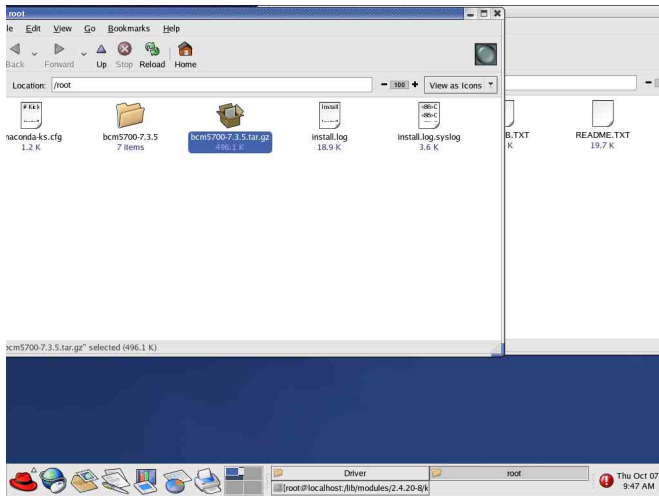 root
le Edit View Go Bookmarks Help
Back Forward Up Stop Reload Home
Location: /root
100 View as Icons
naconda-ks.cfg
1.2 K
bcm5700-7.3.5
7 items
bcm5700-7.3.5.tar.gz
496.1 K
install.log
18.9 K
install.log.syslog
3.6 K
B.TXT
K
README.TXT
19.7 K
bcm5700-7.3.5.tar.gz" selected (496.1 K)
Driver
root
[root@localhost:/lib/modules/2.4.20-8/k
Thu Oct 07
9:47 AM